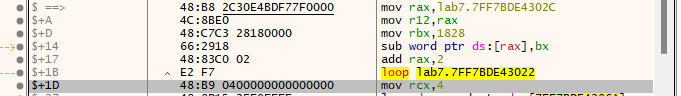 $ ==> 48:B8 2C30E4BDF77F0000 mov rax,lab7.7FF7BDE4302C
$+A 4C:8BE0 mov r12,rax
$+D 48:C7C3 28180000 mov rbx,1828
$+14 66:2918 sub word ptr ds:[rax],bx
$+18 48:83C0 02 add rax,2
$+1B E2 F7 loop lab7.7FF7BDE43022
$+1D 48:B9 0400000000000000 mov rcx,4